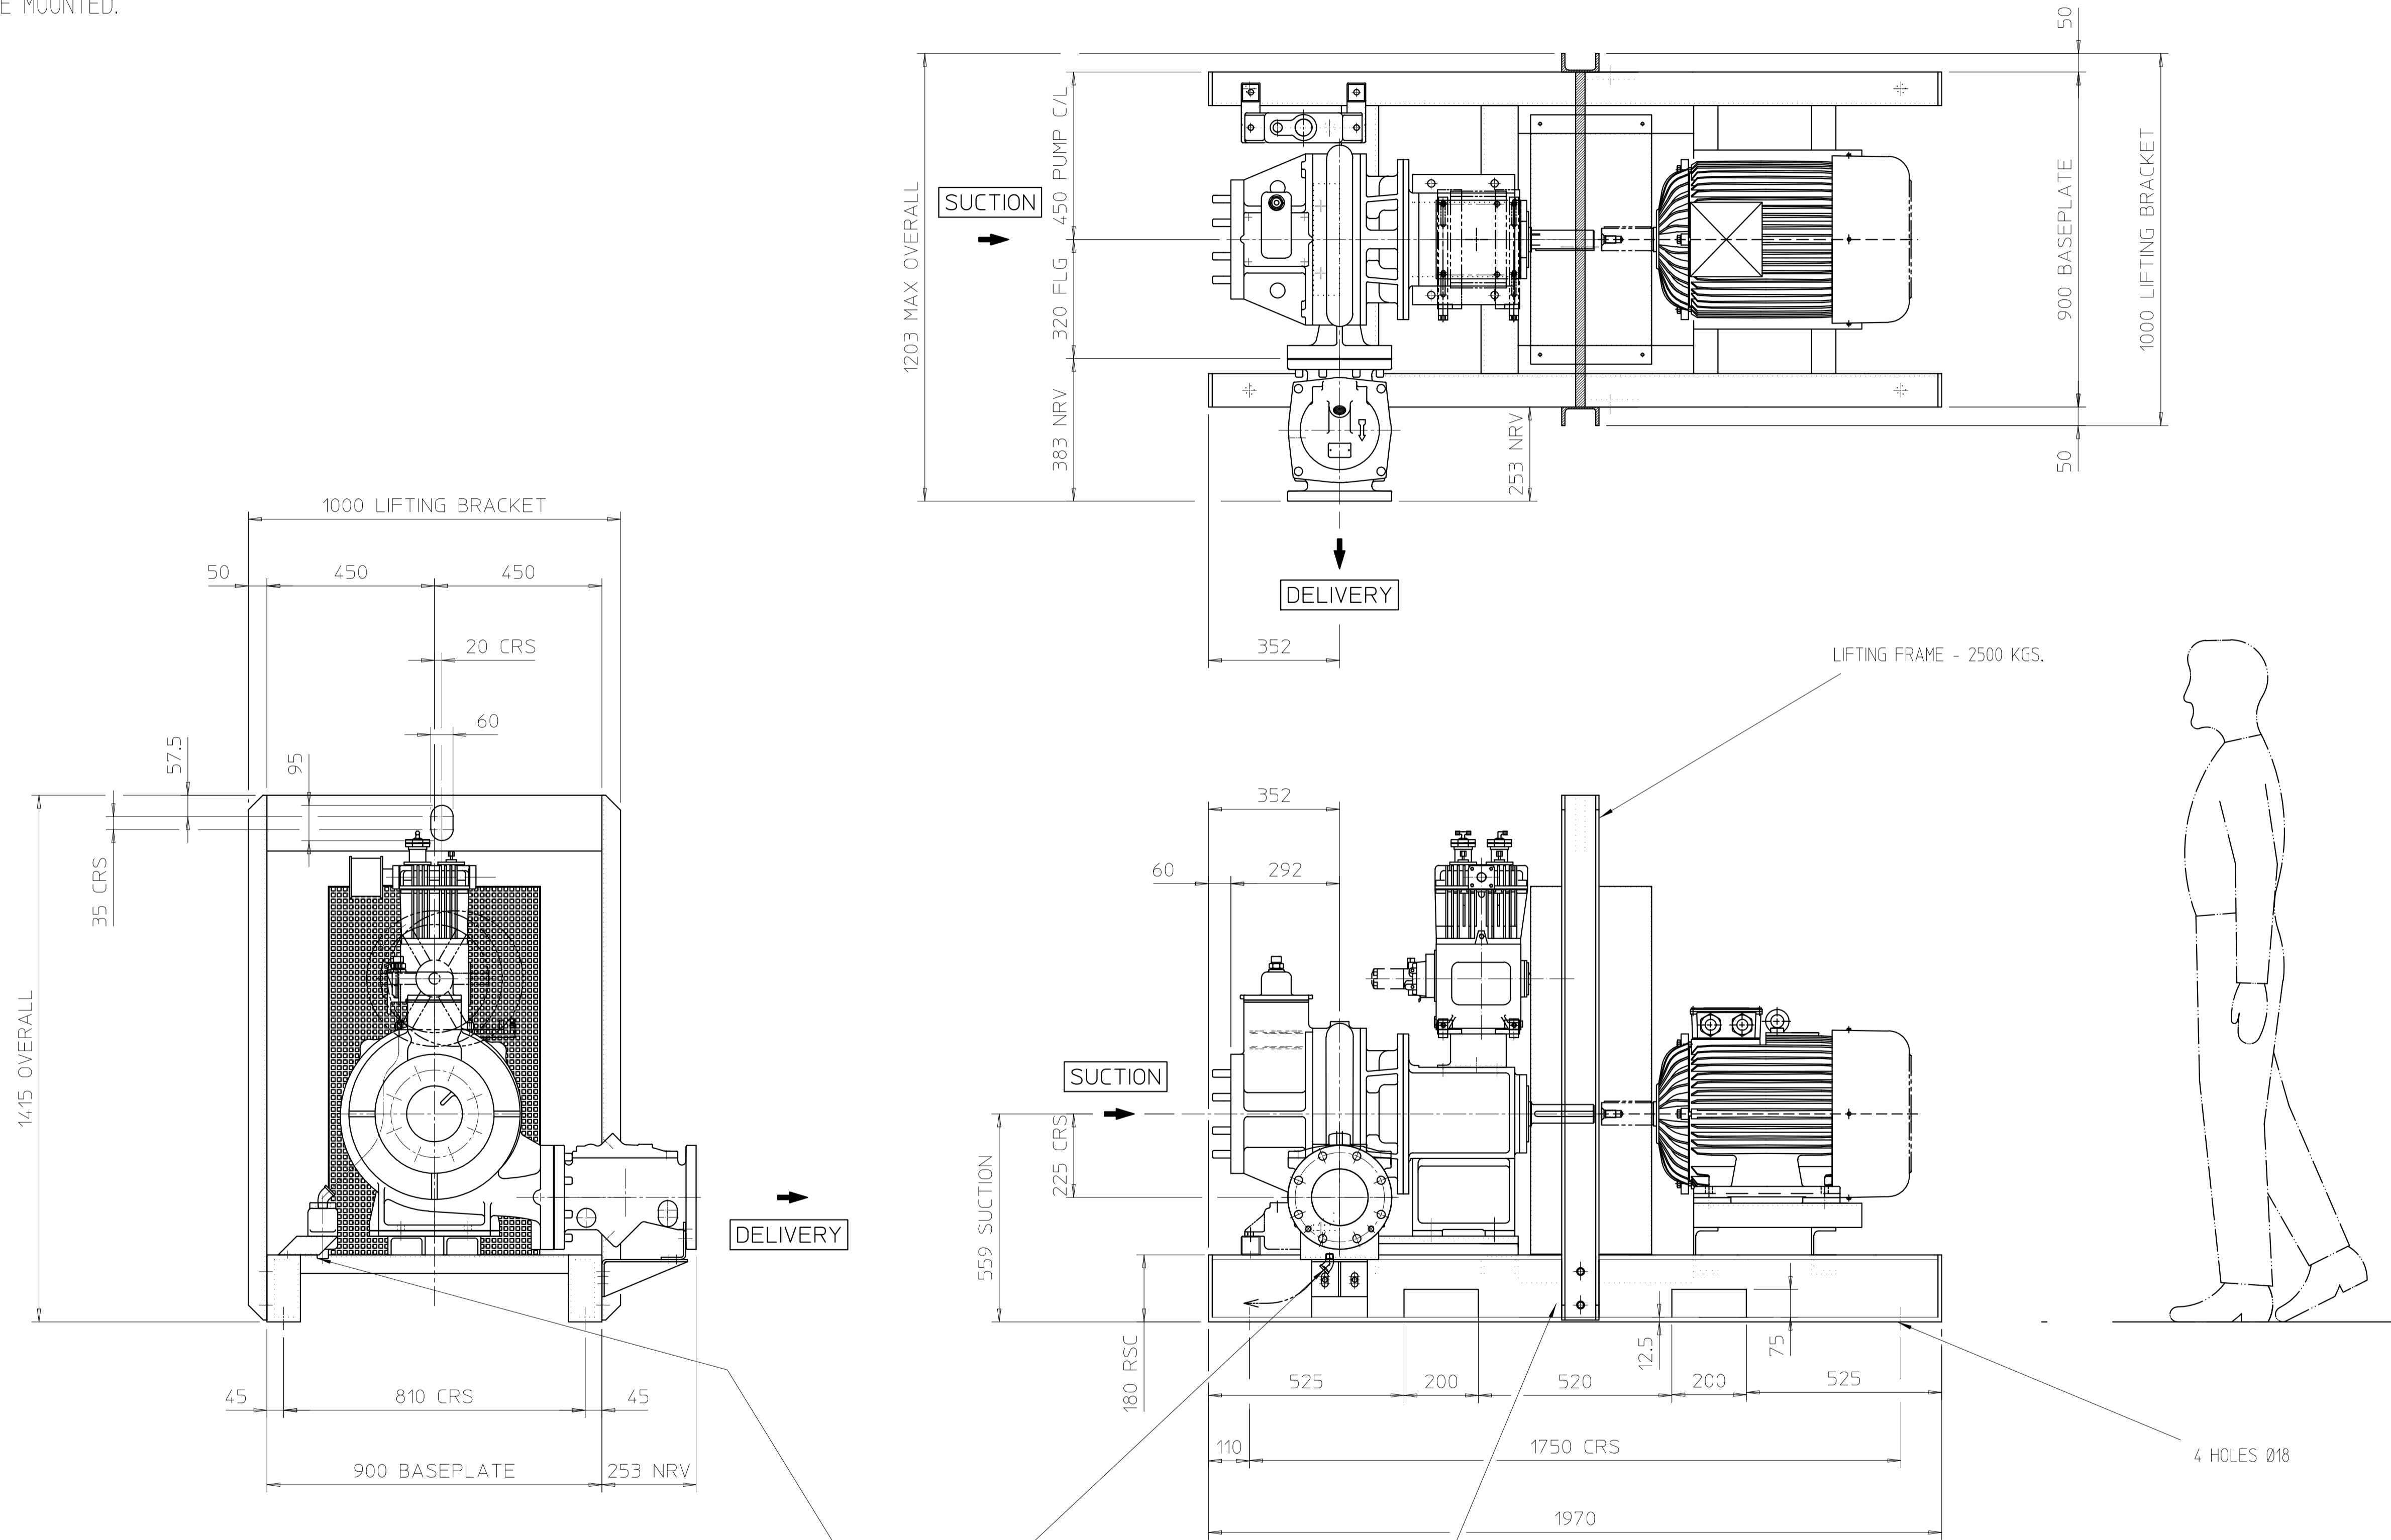 E MOUNTED.
50
1203 MAX OVERALL
450 PUMP C/L
320 FLG
383 NRV
SUCTION
253 NRV
900 BASEPLATE
1000 LIFTING BRACKET
50
DELIVERY
352
1000 LIFTING BRACKET
50
450
450
20 CRS
60
57.5
95
35 CRS
1415 OVERALL
DELIVERY
45
810 CRS
45
900 BASEPLATE
253 NRV
LIFTING FRAME - 2500 KGS.
352
60
292
SUCTION
225 CRS
559 SUCTION
180 RSC
12.5
75
525
200
520
200
525
110
1750 CRS
1970
4 HOLES Ø18